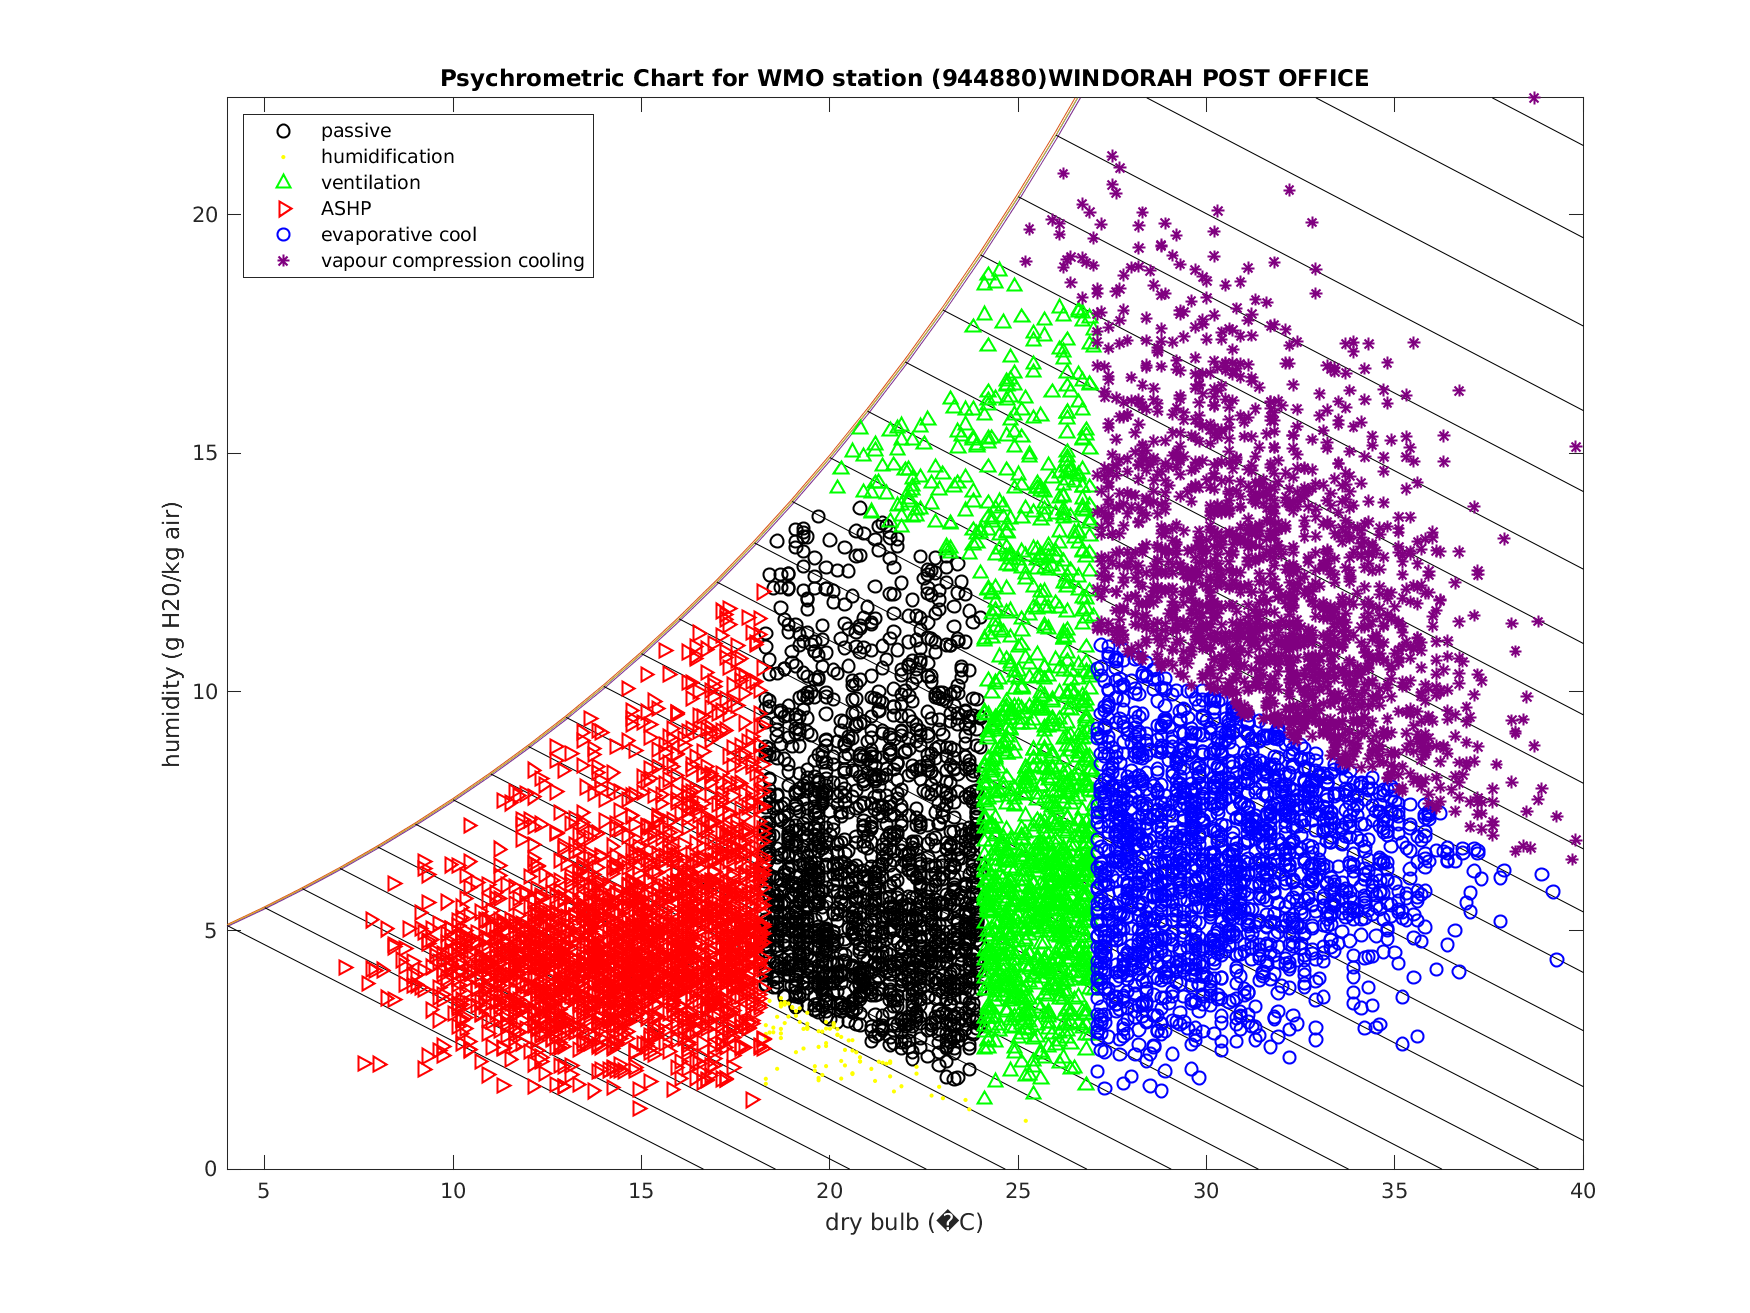 Psychrometric Chart for WMO station (944880)WINDORAH POST OFFICE
passive
humidification
ventilation
ASHP
evaporative cool
vapour compression cooling
humidity (g H20/kg air)
20
15
10
5
0
5 10 15 20 25 30 35 40
dry bulb (�C)